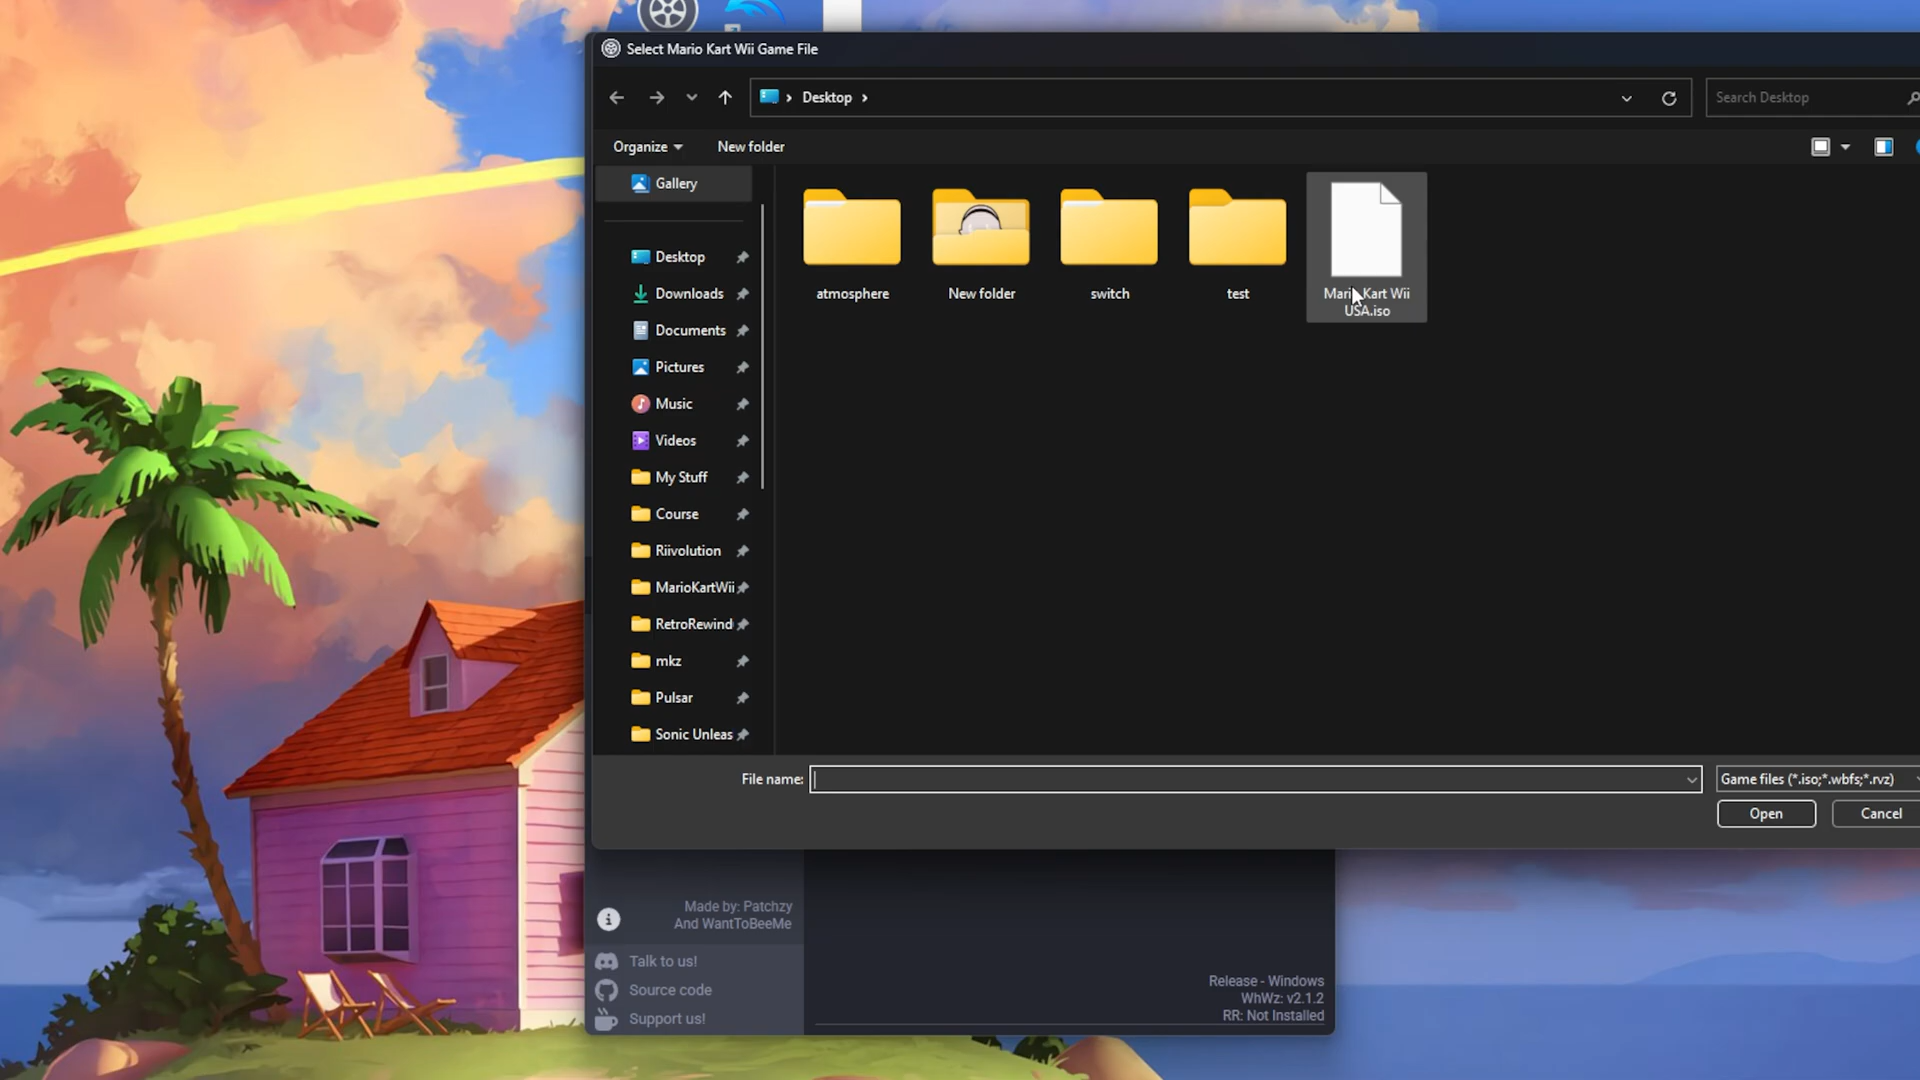 Select Mario Kart Wii Game File
Desktop
Search Desktop
Organize
New folder
Gallery
Desktop
Downloads
Documents
Pictures
Music
Videos
My Stuff
Course
Riivolution
MarioKartWii
RetroRewind
mkz
Pulsar
Sonic Unleas
atmosphere
New folder
switch
test
Mario Kart Wii
USA.iso
File name:
Game files (*.iso;*.wbfs;*.rvz)
Open
Cancel
Made by: Patchzy
And WantToBeeMe
Talk to us!
Source code
Support us!
Release - Windows
WhWz: v2.1.2
RR: Not Installed